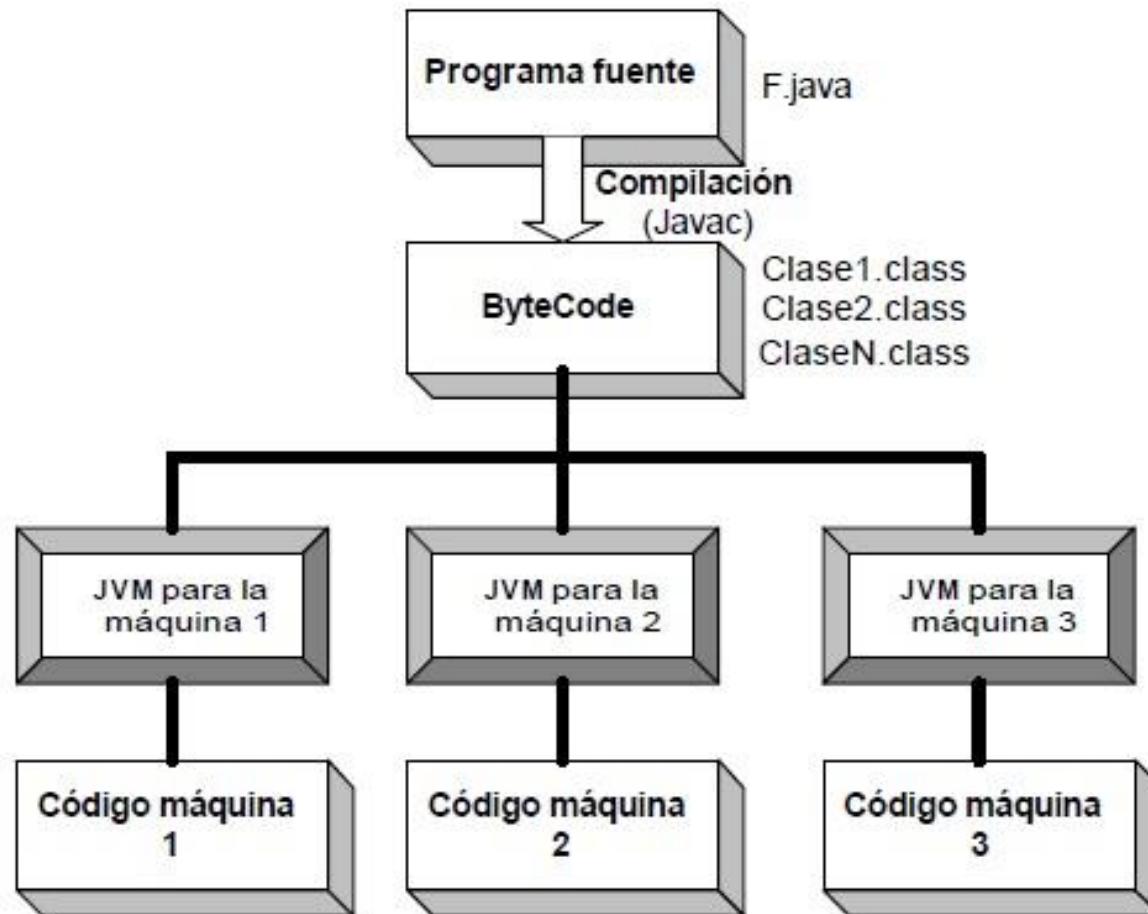 Programa fuente
F.java
Compilación
(Javac)
ByteCode
Clase1.class
Clase2.class
ClaseN.class
JVM para la
máquina 1
JVM para la
máquina 2
JVM para la
máquina 3
Código máquina
1
Código máquina
2
Código máquina
3